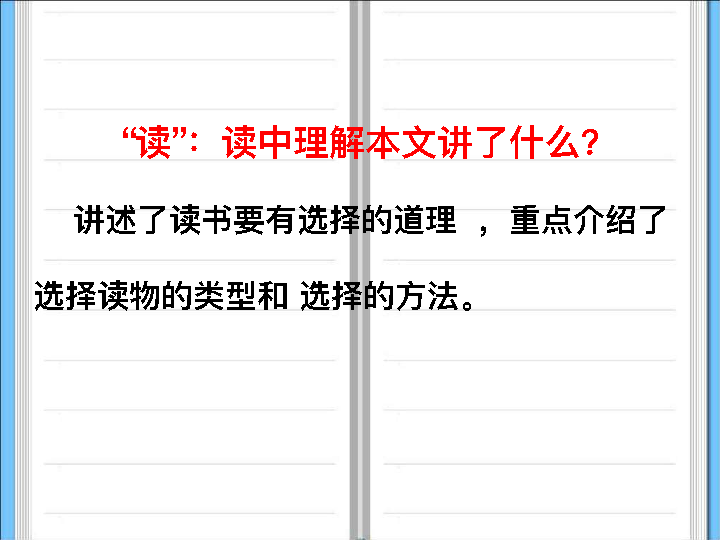 “读”：读中理解本文讲了什么？
讲述了读书要有选择的道理 ，重点介绍了
选择读物的类型和 选择的方法。